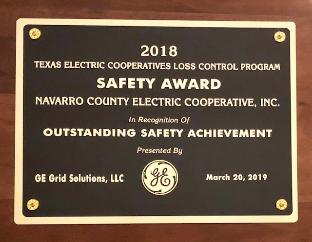 2018
TEXAS ELECTRIC COOPERATIVES LOSS CONTROL PROGRAM
SAFETY AWARD
NAVARRO COUNTY ELECTRIC COOPERATIVE, INC.
In Recognition Of
OUTSTANDING SAFETY ACHIEVEMENT
Presented By
GE Grid Solutions, LLC
GE
March 20, 2019